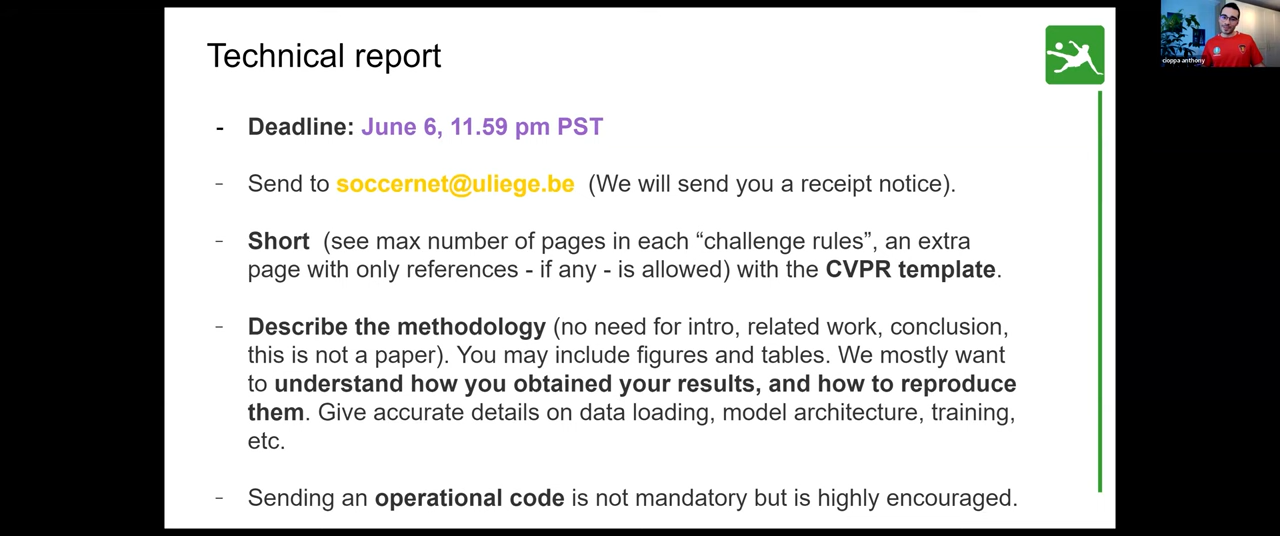 Technical report
- Deadline: June 6, 11.59 pm PST
- Send to soccernet@uliege.be (We will send you a receipt notice).
- Short (see max number of pages in each “challenge rules”, an extra
page with only references - if any - is allowed) with the CVPR template.
- Describe the methodology (no need for intro, related work, conclusion,
this is not a paper). You may include figures and tables. We mostly want
to understand how you obtained your results, and how to reproduce
them. Give accurate details on data loading, model architecture, training,
etc.
- Sending an operational code is not mandatory but is highly encouraged.
cioppa anthony